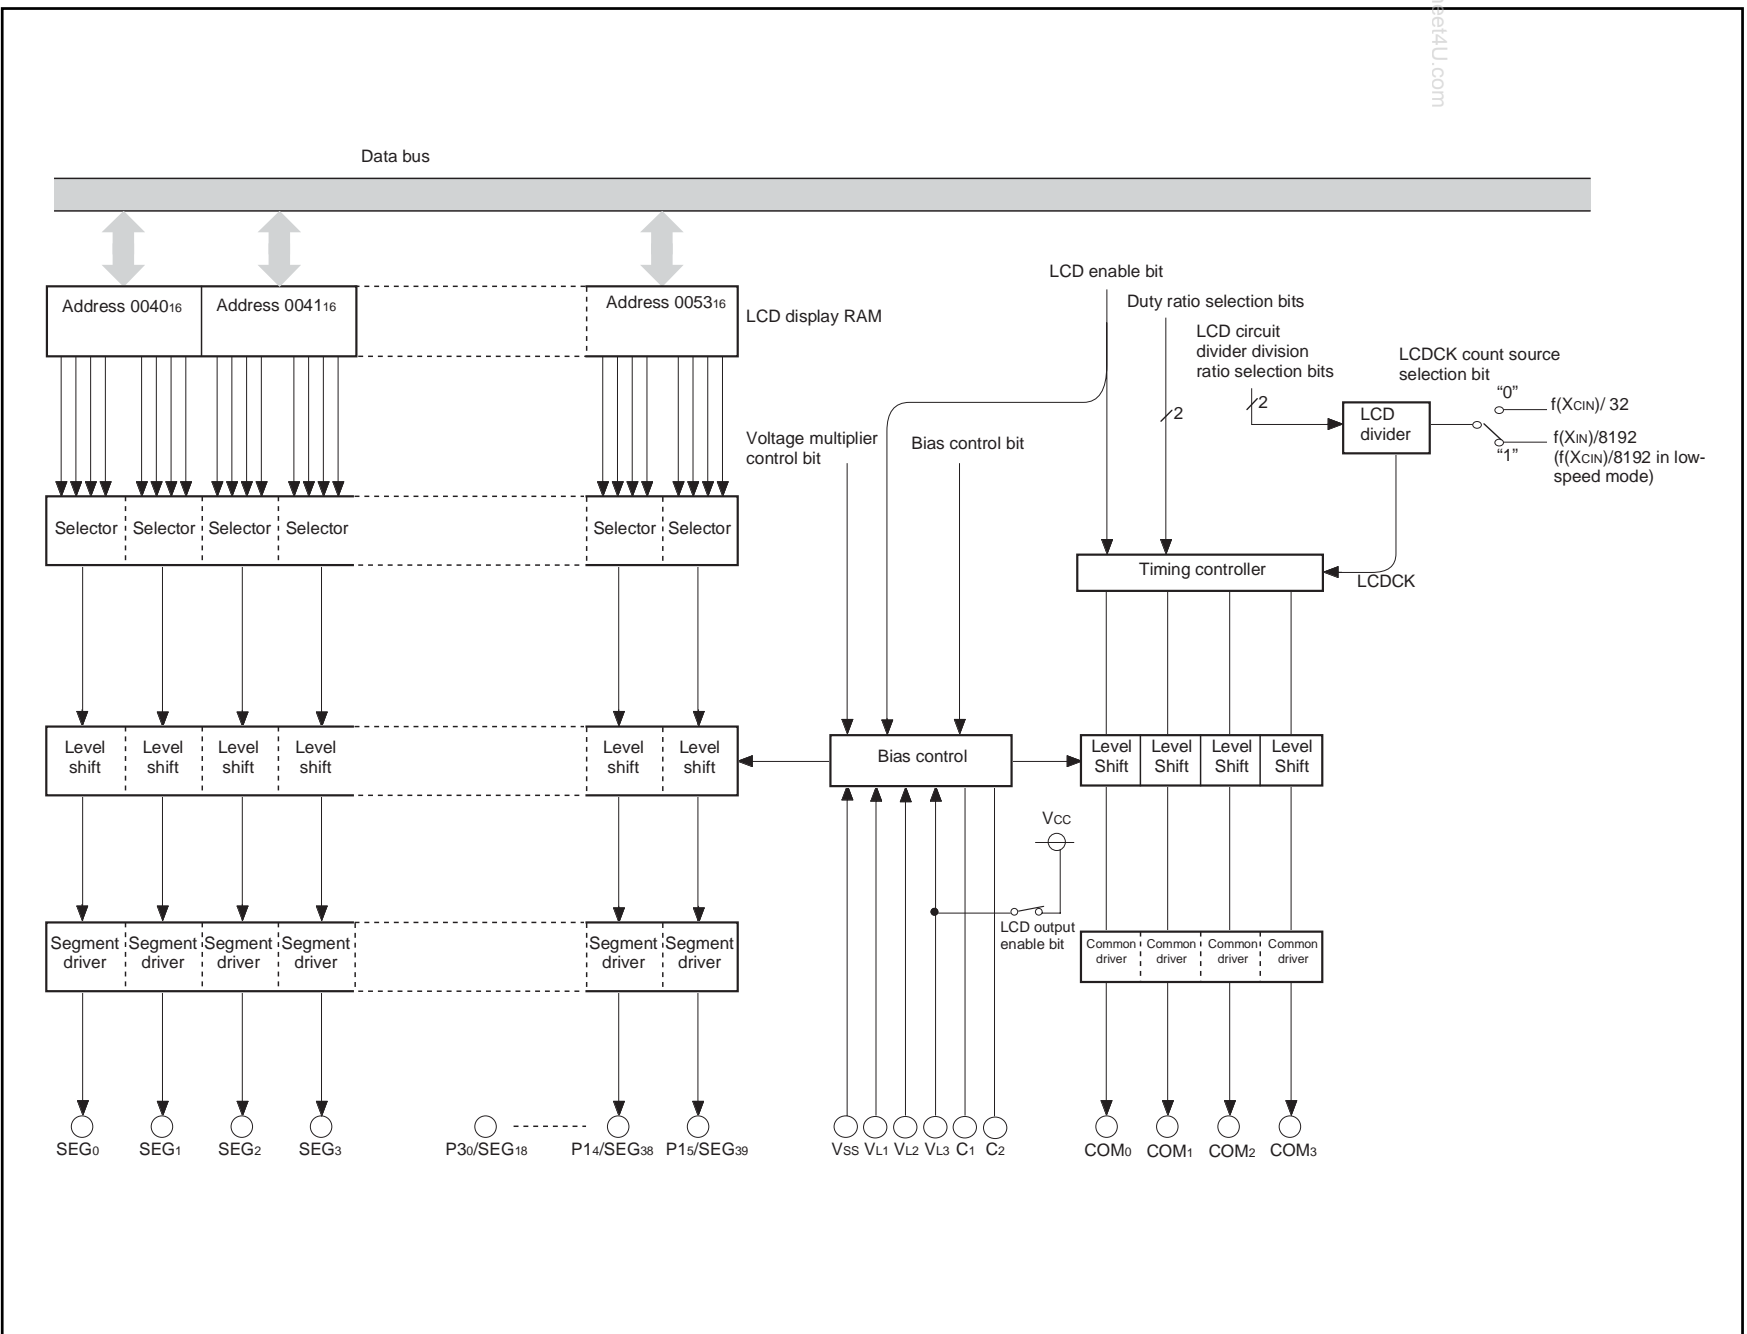 eet4U.com
Data bus
Address 004016
Address 004116
Address 005316
LCD display RAM
LCD enable bit
Duty ratio selection bits
LCD circuit
divider division
ratio selection bits
2
2
LCD
divider
LCDCK count source
selection bit
“0”
f(XCIN)/ 32
f(XIN)/8192
“1”
(f(XCIN)/8192 in low-
speed mode)
Voltage multiplier
control bit
Bias control bit
Selector
Selector
Selector
Selector
Selector
Selector
Timing controller
LCDCK
Level
shift
Level
shift
Level
shift
Level
shift
Level
shift
Level
shift
Bias control
Level
Shift
Level
Shift
Level
Shift
Level
Shift
VCC
LCD output
enable bit
Segment
driver
Segment
driver
Segment
driver
Segment
driver
Segment
driver
Segment
driver
Common
driver
Common
driver
Common
driver
Common
driver
SEG0
SEG1
SEG2
SEG3
P30/SEG18
P14/SEG38
P15/SEG39
VSS
VL1
VL2
VL3
C1
C2
COM0
COM1
COM2
COM3